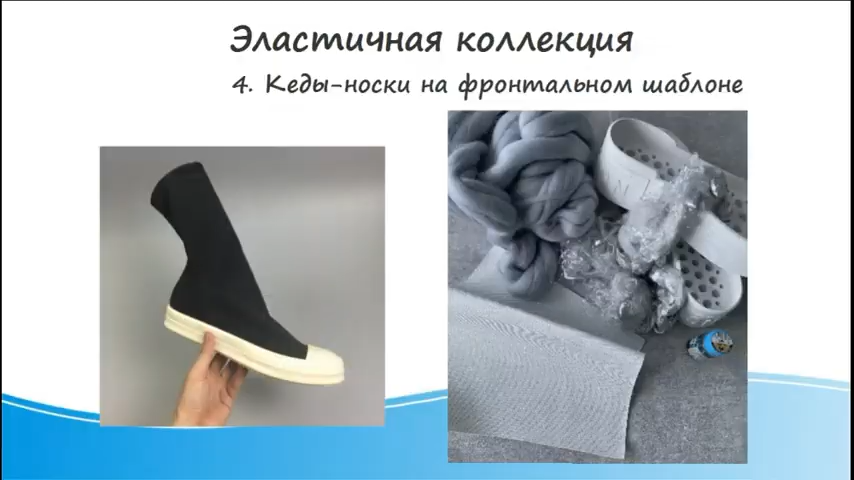 Эластичная коллекция
4. Кеды-носки на фронтальном шаблоне